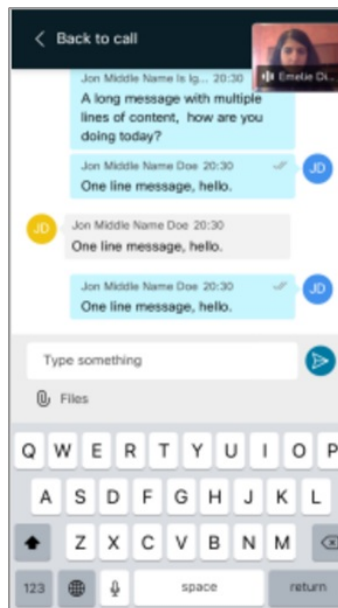 Back to call
Emelie Di...
Jon Middle Name Is Ig... 20:30
A long message with multiple
lines of content, how are you
doing today?
Jon Middle Name Doe 20:30
JD
One line message, hello.
JD
Jon Middle Name Doe 20:30
One line message, hello.
Jon Middle Name Doe 20:30
JD
One line message, hello.
Type something
Files
Q W E R T Y U I O P
A S D F G H J K L
Z X C V B N M
123 space return